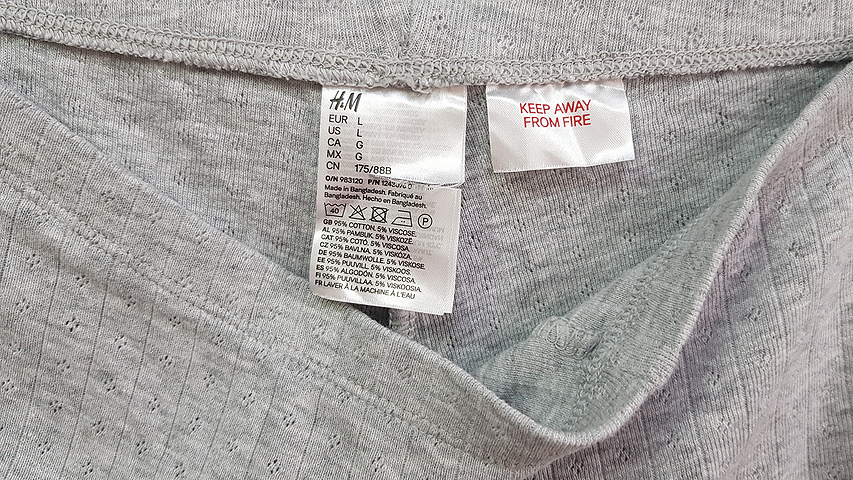 H&M
EUR L
US L
CA G
MX G
CN 175/88B
O/N 983120 P/N
Made in Bangladesh. Fabriqué au
Bangladesh. Hecho en Bangladesh.
40
P
GB 95% COTTON. 5% VISCOSE.
AL 95% PAMBUK. 5% VISKOZË.
CAT 95% COTÓ. 5% VISCOSA.
CZ 95% BAVLNA. 5% VISKÓZA.
DE 95% BAUMWOLLE. 5% VISKOSE.
EE 95% PUUVILL. 5% VISKOOS.
ES 95% ALGODÓN. 5% VISCOSA.
FI 95% PUUVILLAA. 5% VISKOOSIA.
FR LAVER À LA MACHINE À L'EAU
KEEP AWAY
FROM FIRE